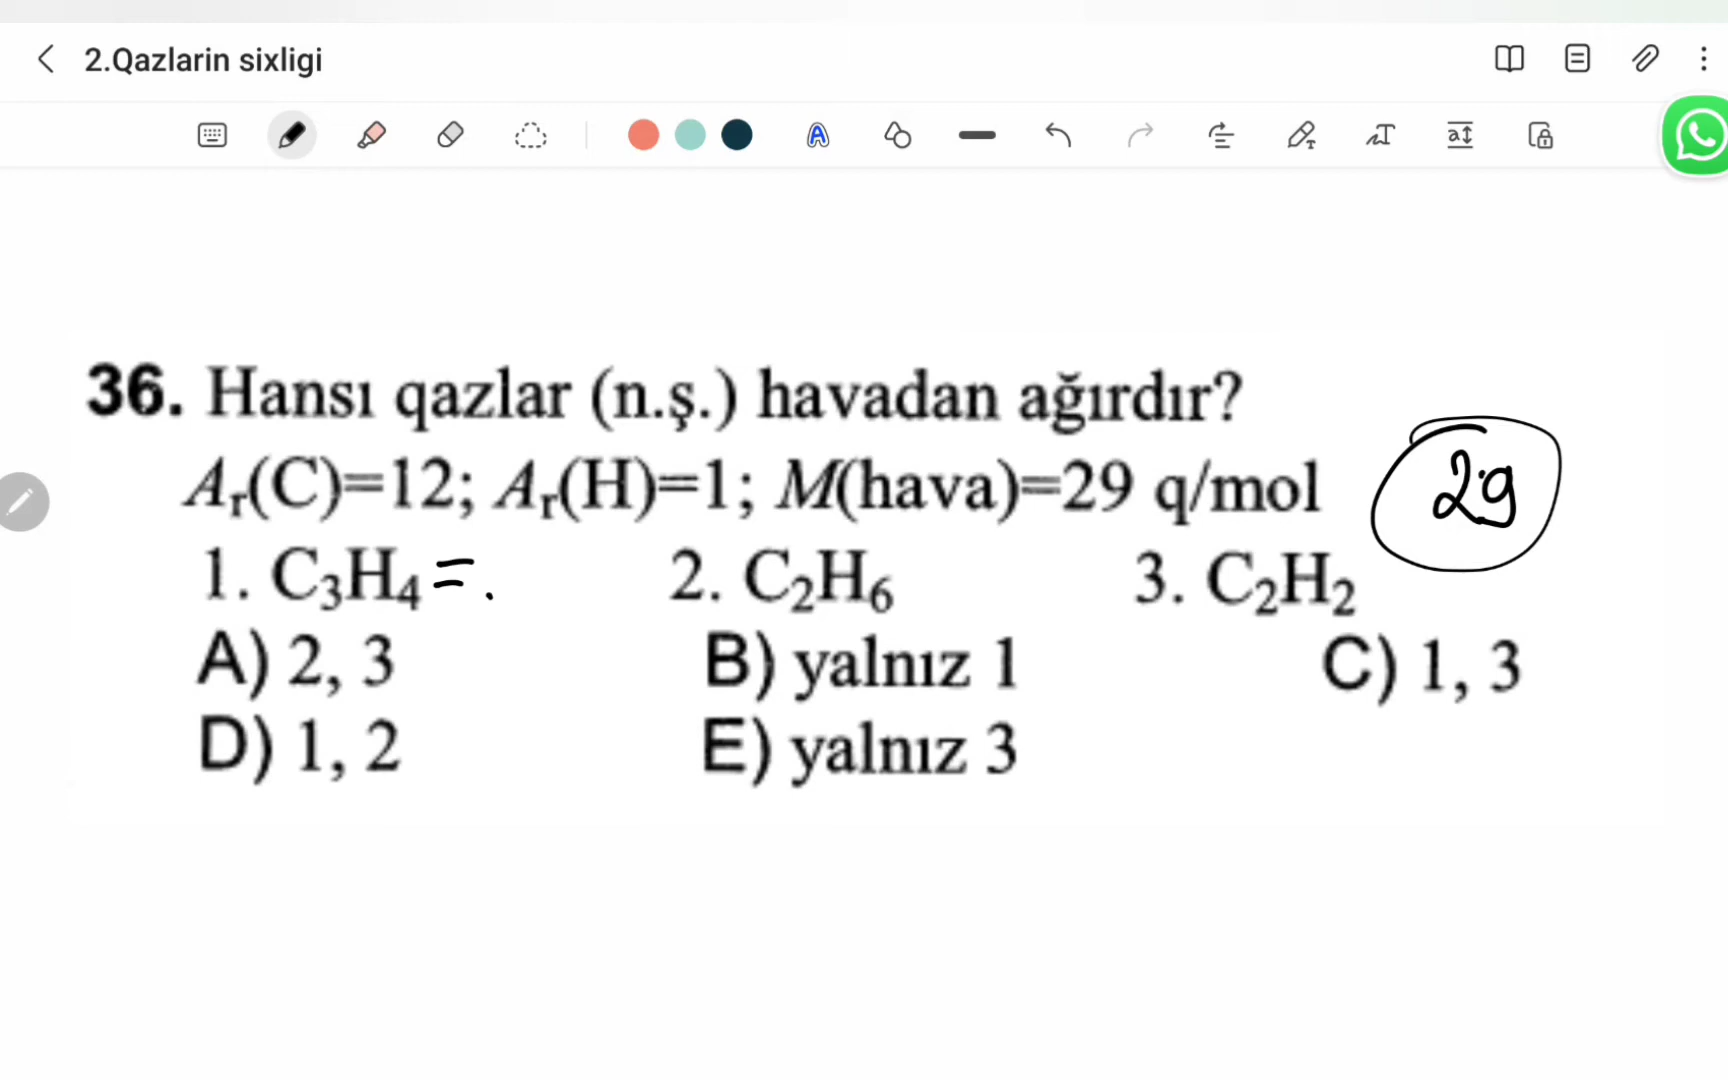 2.Qazlarin sixligi
36. Hansı qazlar (n.ş.) havadan ağırdır?
Aᵣ(C)=12; Aᵣ(H)=1; M(hava)=29 q/mol
29
1. C₃H₄ = .  2. C₂H₆  3. C₂H₂
A) 2, 3  B) yalnız 1  C) 1, 3
D) 1, 2  E) yalnız 3